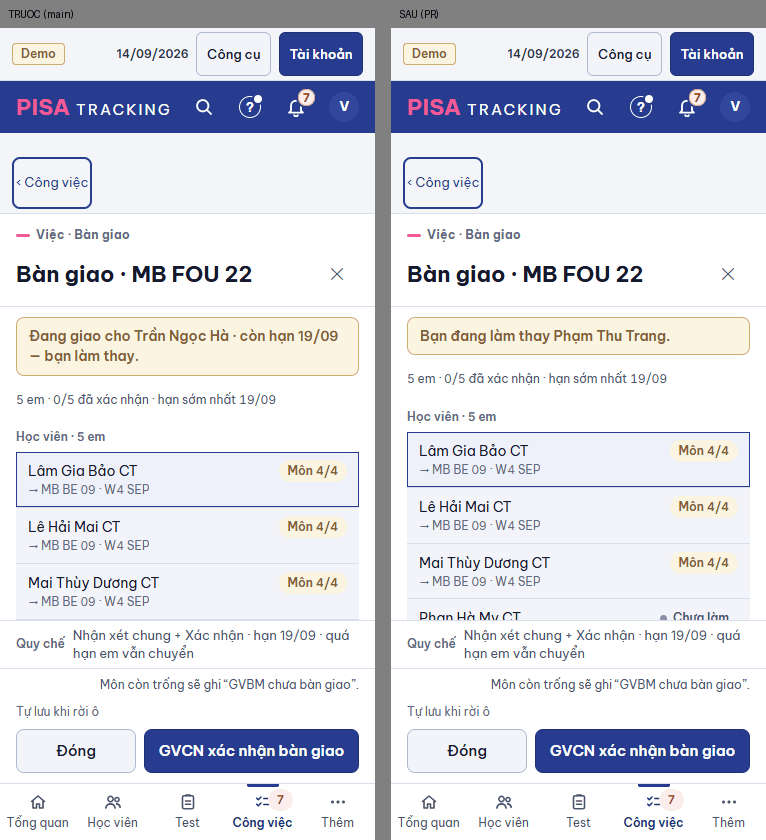 TRUOC (main)
Demo
14/09/2026
Công cụ
Tài khoản
PISA TRACKING
?
7
V
‹ Công việc
Việc · Bàn giao
Bàn giao · MB FOU 22
Đang giao cho Trần Ngọc Hà · còn hạn 19/09
— bạn làm thay.
5 em · 0/5 đã xác nhận · hạn sớm nhất 19/09
Học viên · 5 em
Lâm Gia Bảo CT
Môn 4/4
→ MB BE 09 · W4 SEP
Lê Hải Mai CT
Môn 4/4
→ MB BE 09 · W4 SEP
Mai Thùy Dương CT
Môn 4/4
→ MB BE 09 · W4 SEP
Quy chế
Nhận xét chung + Xác nhận · hạn 19/09 · quá
hạn em vẫn chuyển
Môn còn trống sẽ ghi “GVBM chưa bàn giao”.
Tự lưu khi rời ô
Đóng
GVCN xác nhận bàn giao
7
Tổng quan
Học viên
Test
Công việc
Thêm
SAU (PR)
Demo
14/09/2026
Công cụ
Tài khoản
PISA TRACKING
?
7
V
‹ Công việc
Việc · Bàn giao
Bàn giao · MB FOU 22
Bạn đang làm thay Phạm Thu Trang.
5 em · 0/5 đã xác nhận · hạn sớm nhất 19/09
Học viên · 5 em
Lâm Gia Bảo CT
Môn 4/4
→ MB BE 09 · W4 SEP
Lê Hải Mai CT
Môn 4/4
→ MB BE 09 · W4 SEP
Mai Thùy Dương CT
Môn 4/4
→ MB BE 09 · W4 SEP
Phan Hà My CT
Chưa làm
Quy chế
Nhận xét chung + Xác nhận · hạn 19/09 · quá
hạn em vẫn chuyển
Môn còn trống sẽ ghi “GVBM chưa bàn giao”.
Tự lưu khi rời ô
Đóng
GVCN xác nhận bàn giao
7
Tổng quan
Học viên
Test
Công việc
Thêm